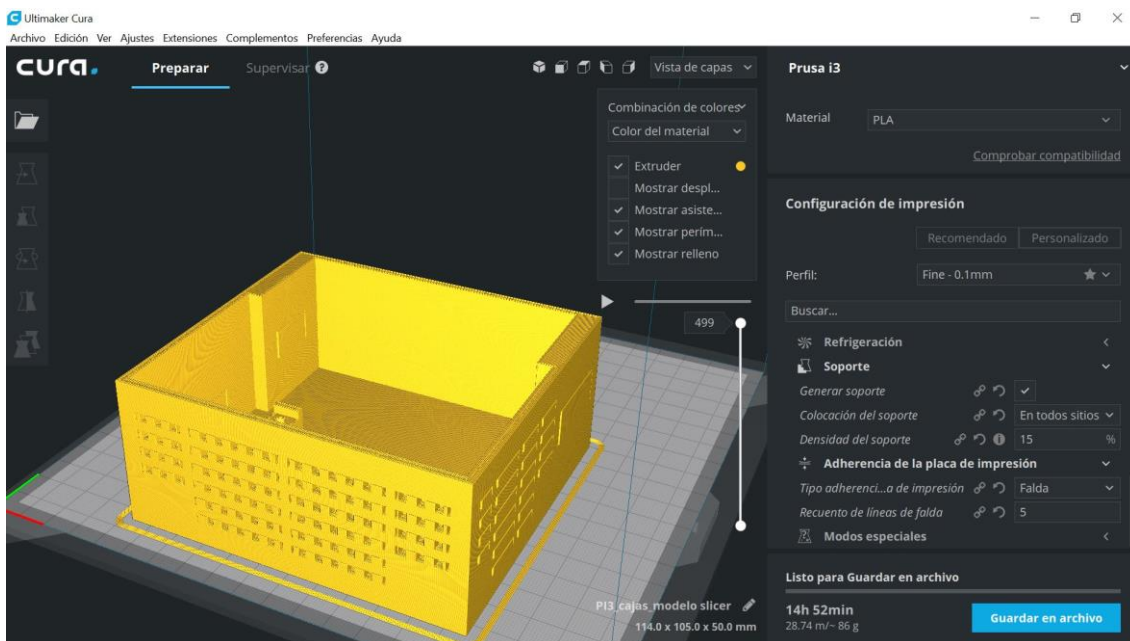 Ultimaker Cura
Archivo Edición Ver Ajustes Extensiones Complementos Preferencias Ayuda
cura.
Preparar
Supervisar
Vista de capas
Combinación de colores
Color del material
Extruder
Mostrar despl...
Mostrar asiste...
Mostrar perím...
Mostrar relleno
499
PI3_cajas_modelo slicer
114.0 x 105.0 x 50.0 mm
Prusa i3
Material PLA
Comprobar compatibilidad
Configuración de impresión
Recomendado Personalizado
Perfil: Fine - 0.1mm
Buscar...
Refrigeración
Soporte
Generar soporte
Colocación del soporte En todos sitios
Densidad del soporte 15 %
Adherencia de la placa de impresión
Tipo adherenci...a de impresión Falda
Recuento de líneas de falda 5
Modos especiales
Listo para Guardar en archivo
14h 52min
28.74 m/~ 86 g
Guardar en archivo